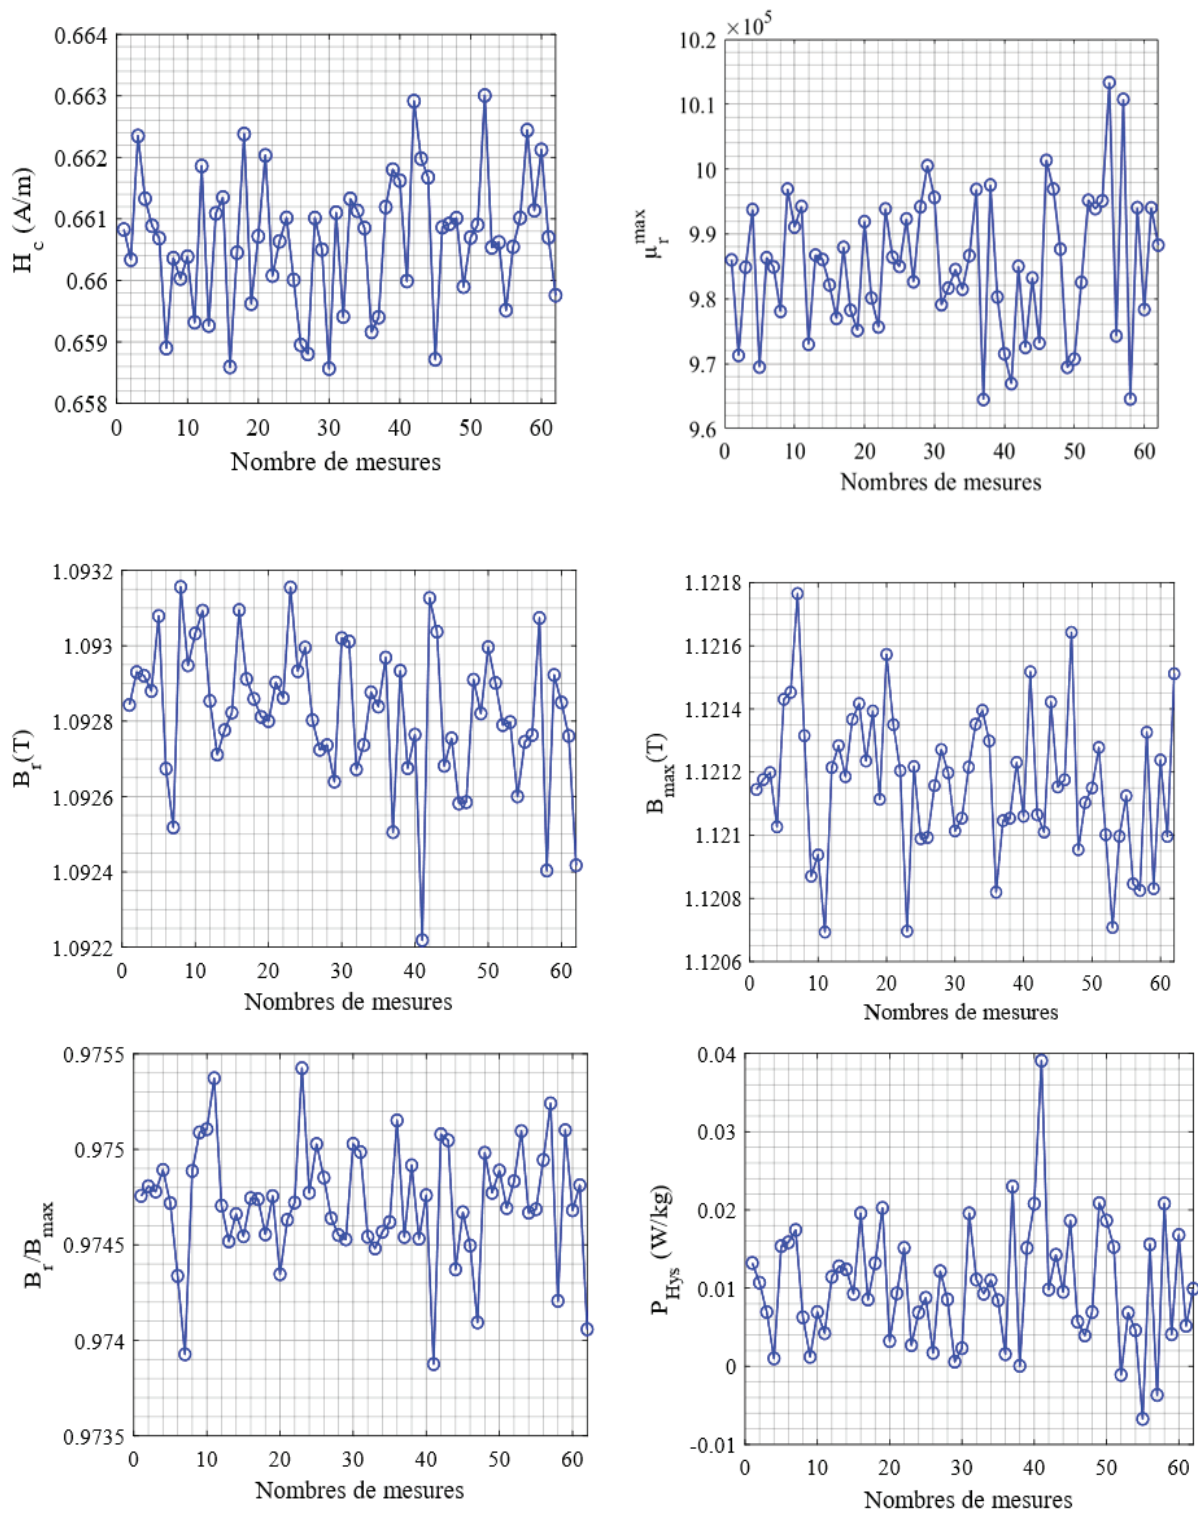 0.664
0.663
0.662
0.661
0.66
0.659
0.658
H_c (A/m)
0 10 20 30 40 50 60
Nombre de mesures
×10^5
10.2
10.1
10
9.9
9.8
9.7
9.6
μ_r^max
0 10 20 30 40 50 60
Nombres de mesures
1.0932
1.093
1.0928
1.0926
1.0924
1.0922
B_r(T)
0 10 20 30 40 50 60
Nombres de mesures
1.1218
1.1216
1.1214
1.1212
1.121
1.1208
1.1206
B_max(T)
0 10 20 30 40 50 60
Nombres de mesures
0.9755
0.975
0.9745
0.974
0.9735
B_r/B_max
0 10 20 30 40 50 60
Nombres de mesures
0.04
0.03
0.02
0.01
0
-0.01
P_Hys (W/kg)
0 10 20 30 40 50 60
Nombres de mesures